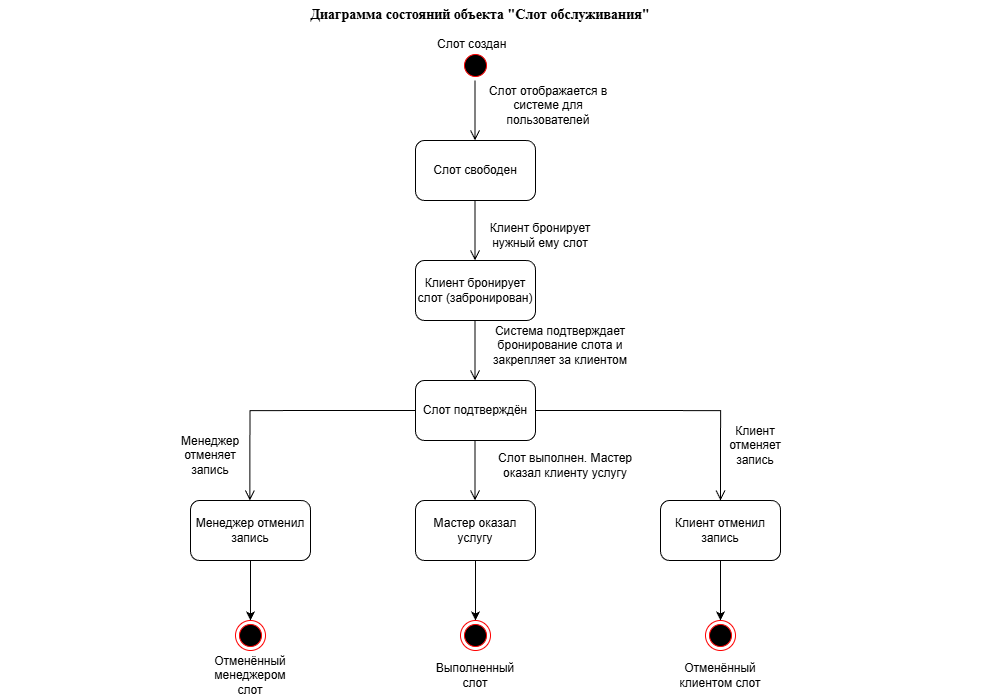 Диаграмма состояний объекта "Слот обслуживания"
Слот создан
Слот отображается в
системе для
пользователей
Слот свободен
Клиент бронирует
нужный ему слот
Клиент бронирует
слот (забронирован)
Система подтверждает
бронирование слота и
закрепляет за клиентом
Слот подтверждён
Менеджер
отменяет
запись
Слот выполнен. Мастер
оказал клиенту услугу
Клиент
отменяет
запись
Менеджер отменил
запись
Мастер оказал
услугу
Клиент отменил
запись
Отменённый
менеджером
слот
Выполненный
слот
Отменённый
клиентом слот